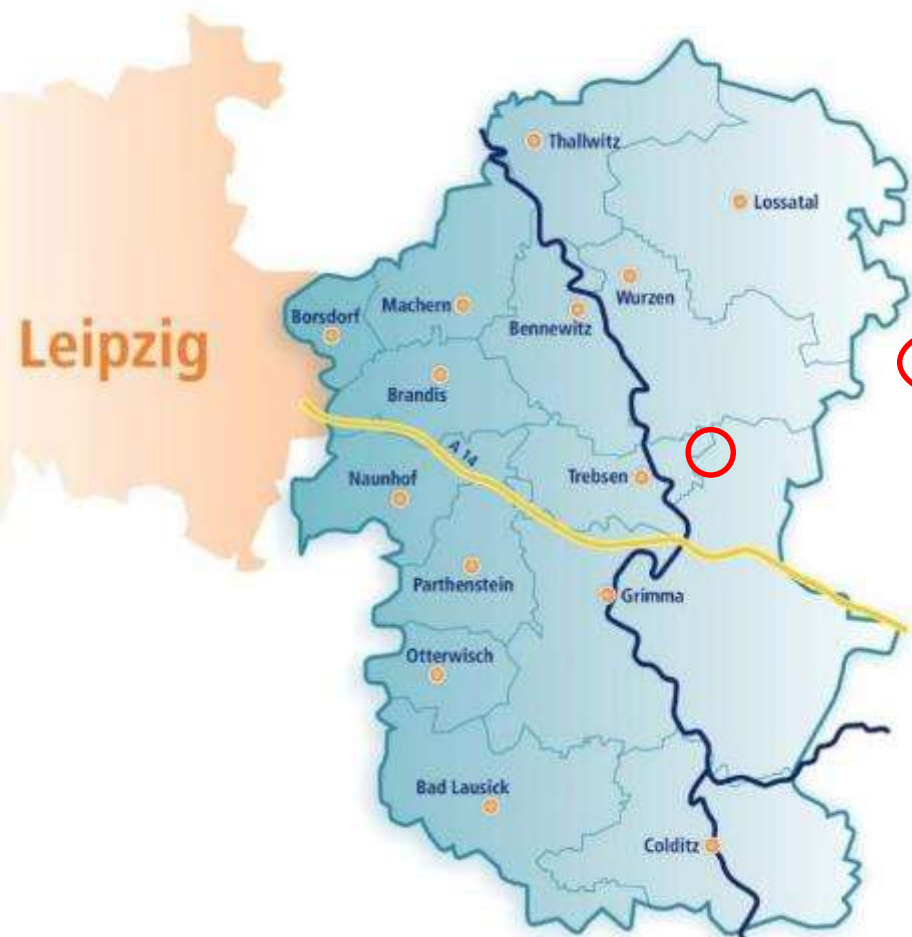 Thallwitz
Lossatal
Wurzen
Machern
Borsdorf
Bennewitz
Leipzig
Brandis
A 14
Naunhof
Trebsen
Parthenstein
Grimma
Otterwisch
Bad Lausick
Colditz